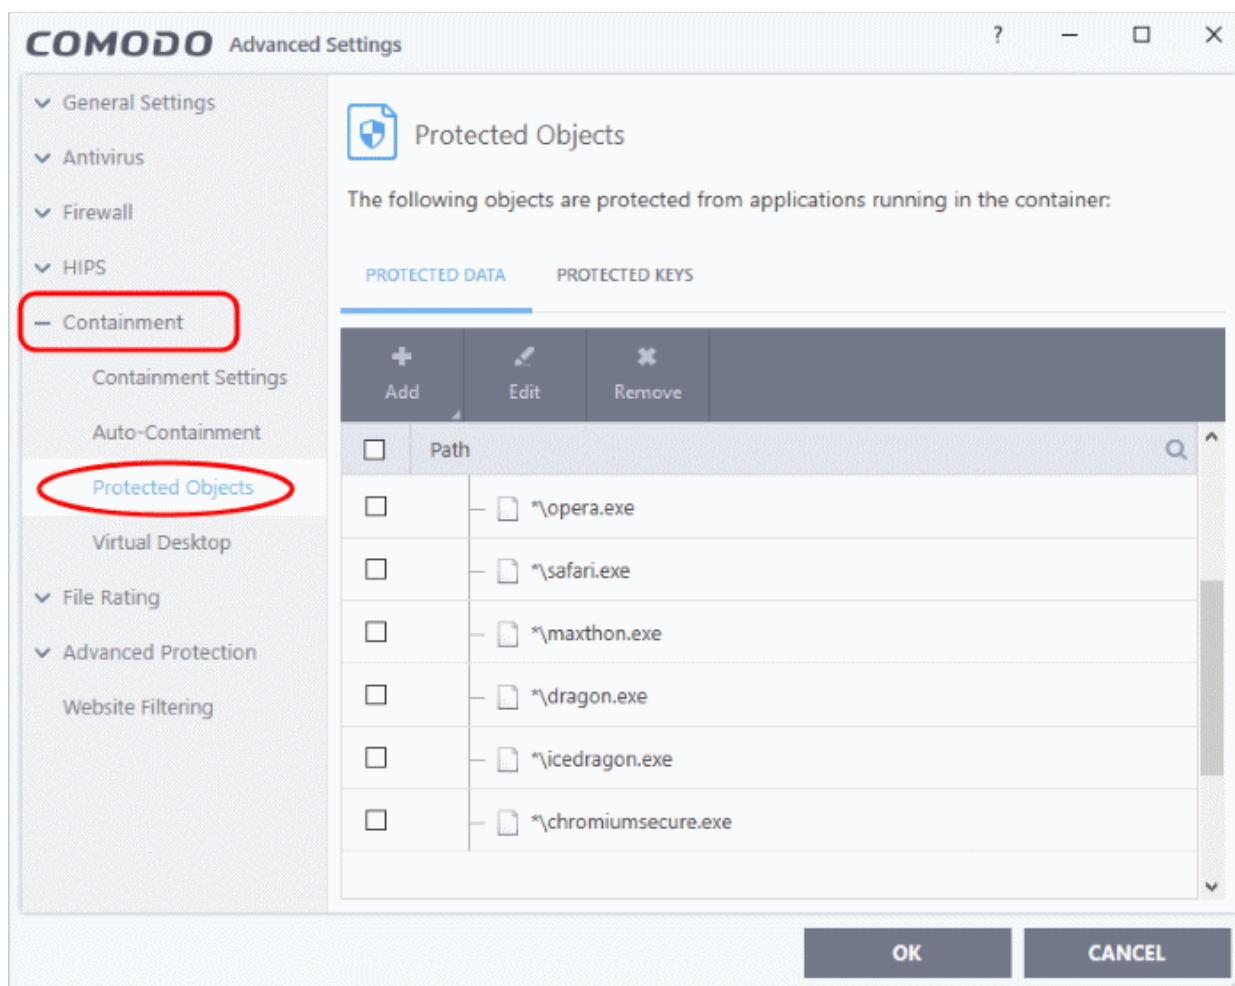 COMODO Advanced Settings ?
General Settings
Antivirus
Firewall
HIPS
Containment
Containment Settings
Auto-Containment
Protected Objects
Virtual Desktop
File Rating
Advanced Protection
Website Filtering
Protected Objects
The following objects are protected from applications running in the container:
PROTECTED DATA PROTECTED KEYS
Add Edit Remove
Path
*\opera.exe
*\safari.exe
*\maxthon.exe
*\dragon.exe
*\icedragon.exe
*\chromiumsecure.exe
OK CANCEL